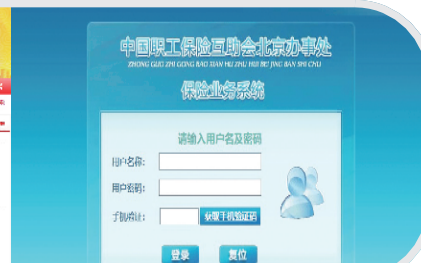 中国职工保险互助会北京办事处
ZHONG GUO ZHI GONG BAO XIAN HU ZHU HUI BEI JING BAN SHI CHU
保险业务系统
请输入用户名及密码
用户名称:
用户密码:
手机验证:
获取手机验证码
登录 复位